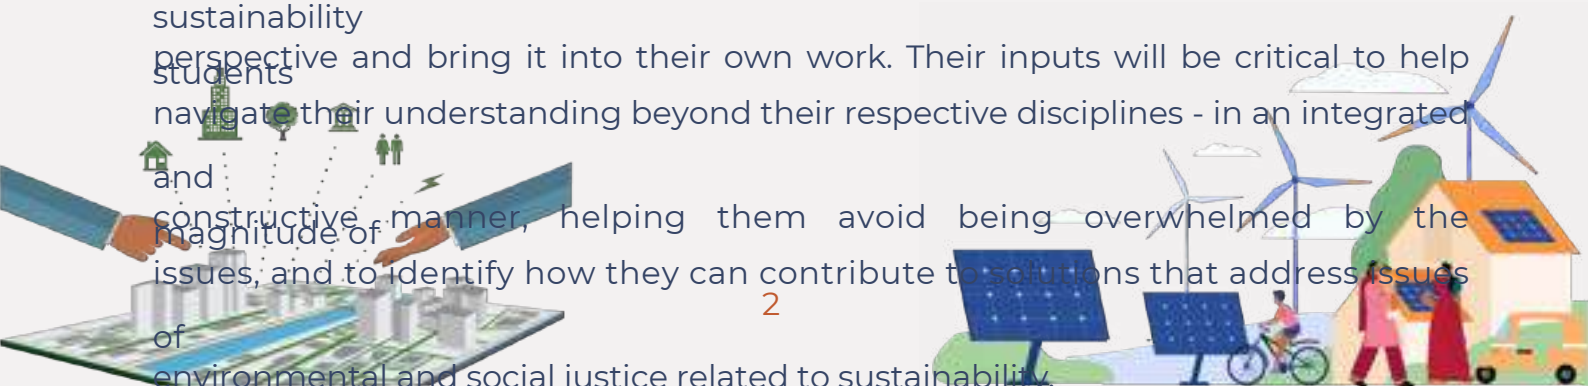 sustainability
perspective and bring it into their own work. Their inputs will be critical to help
students
navigate their understanding beyond their respective disciplines - in an integrated
and
constructive manner, helping them avoid being overwhelmed by the
magnitude of
issues, and to identify how they can contribute to solutions that address issues
2
of
environmental and social justice related to sustainability.